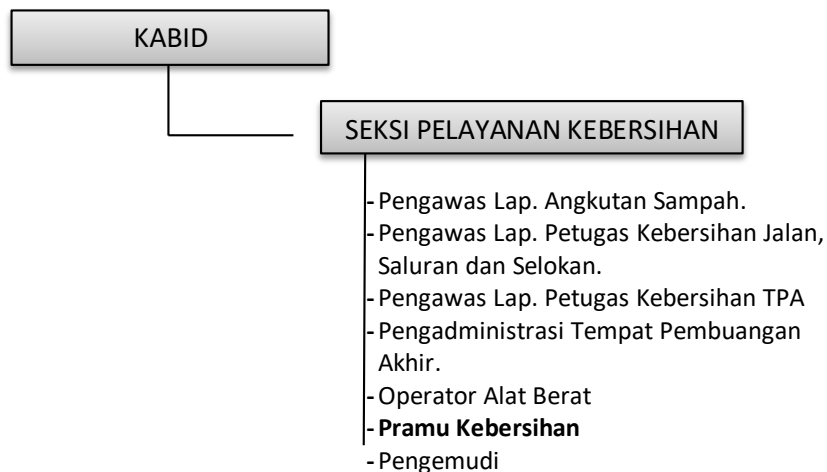 KABID
SEKSI PELAYANAN KEBERSIHAN
- Pengawas Lap. Angkutan Sampah.
- Pengawas Lap. Petugas Kebersihan Jalan,
Saluran dan Selokan.
- Pengawas Lap. Petugas Kebersihan TPA
- Pengadministrasi Tempat Pembuangan
Akhir.
- Operator Alat Berat
- Pramu Kebersihan
- Pengemudi